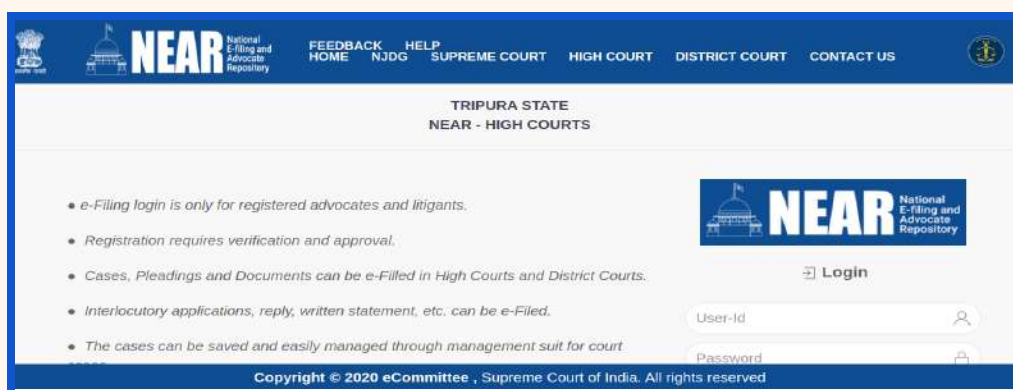 NEAR National
E-filing and
Advocate
Repository
FEEDBACK HELP
HOME NJDG SUPREME COURT HIGH COURT DISTRICT COURT CONTACT US
TRIPURA STATE
NEAR - HIGH COURTS
• e-Filing login is only for registered advocates and litigants.
• Registration requires verification and approval.
• Cases, Pleadings and Documents can be e-Filled in High Courts and District Courts.
• Interlocutory applications, reply, written statement, etc. can be e-Filed.
• The cases can be saved and easily managed through management suit for court
NEAR National
E-filing and
Advocate
Repository
Login
User-Id
Password
Copyright © 2020 eCommittee , Supreme Court of India. All rights reserved